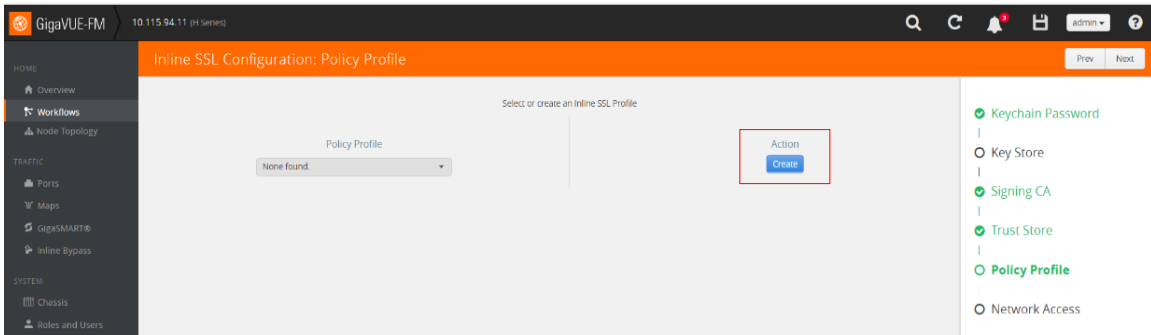 GigaVUE-FM 10.115.94.11 (H Series) 3 admin ?
Inline SSL Configuration: Policy Profile Prev Next
HOME
Overview
Workflows
Node Topology
TRAFFIC
Ports
Maps
GigaSMART®
Inline Bypass
SYSTEM
Chassis
Roles and Users
Select or create an Inline SSL Profile
Policy Profile
None found.
Action
Create
Keychain Password
Key Store
Signing CA
Trust Store
Policy Profile
Network Access